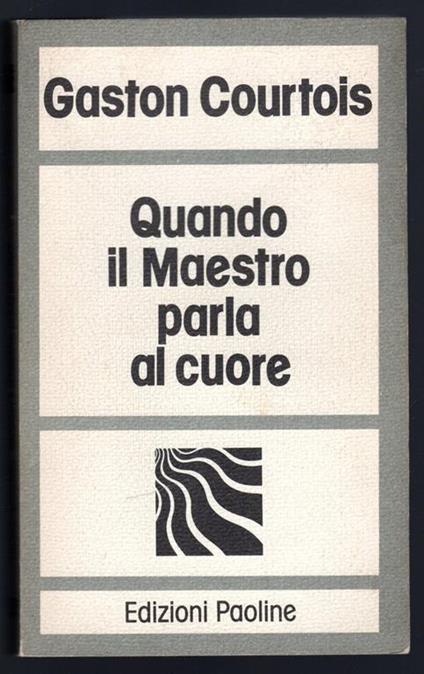 Gaston Courtois
Quando
il Maestro
parla
al cuore
Edizioni Paoline